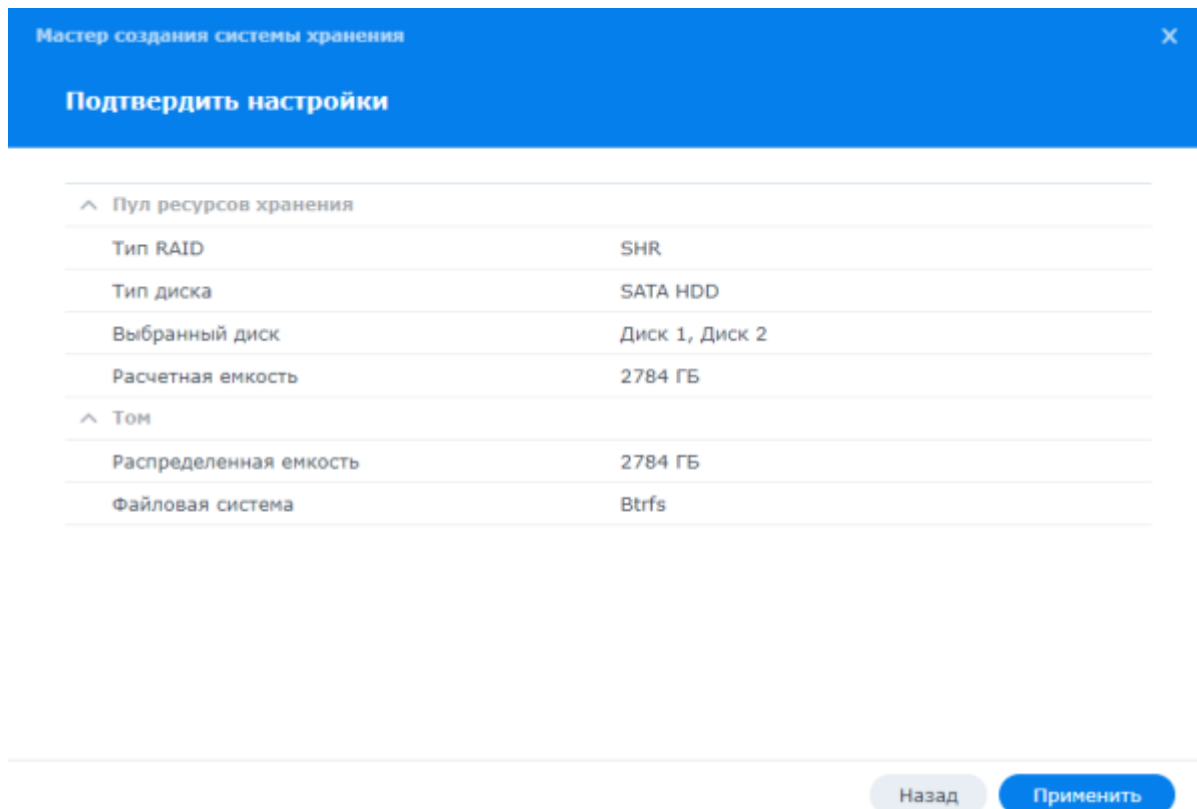 Мастер создания системы хранения
Подтвердить настройки
Пул ресурсов хранения
Тип RAID SHR
Тип диска SATA HDD
Выбранный диск Диск 1, Диск 2
Расчетная емкость 2784 ГБ
Том
Распределенная емкость 2784 ГБ
Файловая система Btrfs
Назад Применить